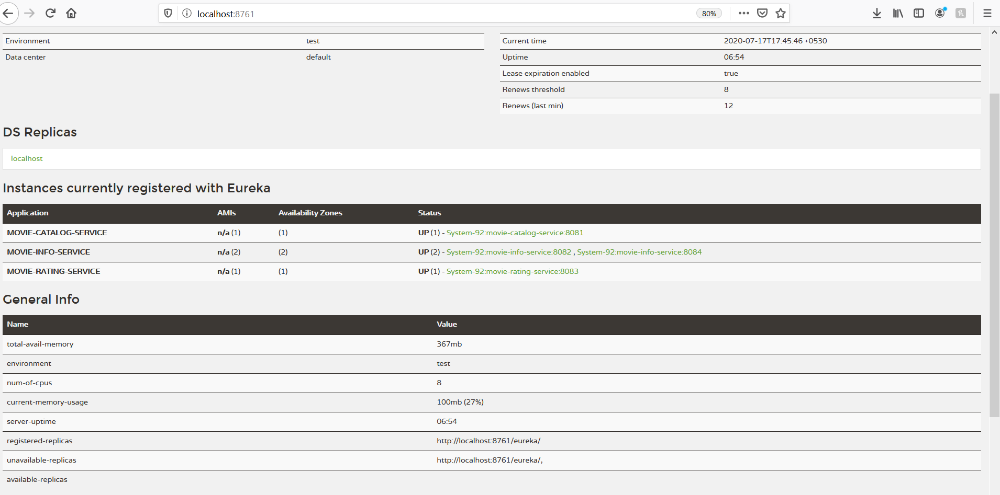 localhost:8761 80%
Environment test
Data center default
Current time 2020-07-17T17:45:46 +0530
Uptime 06:54
Lease expiration enabled true
Renews threshold 8
Renews (last min) 12
DS Replicas
localhost
Instances currently registered with Eureka
Application AMIs Availability Zones Status
MOVIE-CATALOG-SERVICE n/a (1) (1) UP (1) - System-92:movie-catalog-service:8081
MOVIE-INFO-SERVICE n/a (2) (2) UP (2) - System-92:movie-info-service:8082 , System-92:movie-info-service:8084
MOVIE-RATING-SERVICE n/a (1) (1) UP (1) - System-92:movie-rating-service:8083
General Info
Name Value
total-avail-memory 367mb
environment test
num-of-cpus 8
current-memory-usage 100mb (27%)
server-uptime 06:54
registered-replicas http://localhost:8761/eureka/
unavailable-replicas http://localhost:8761/eureka/,
available-replicas